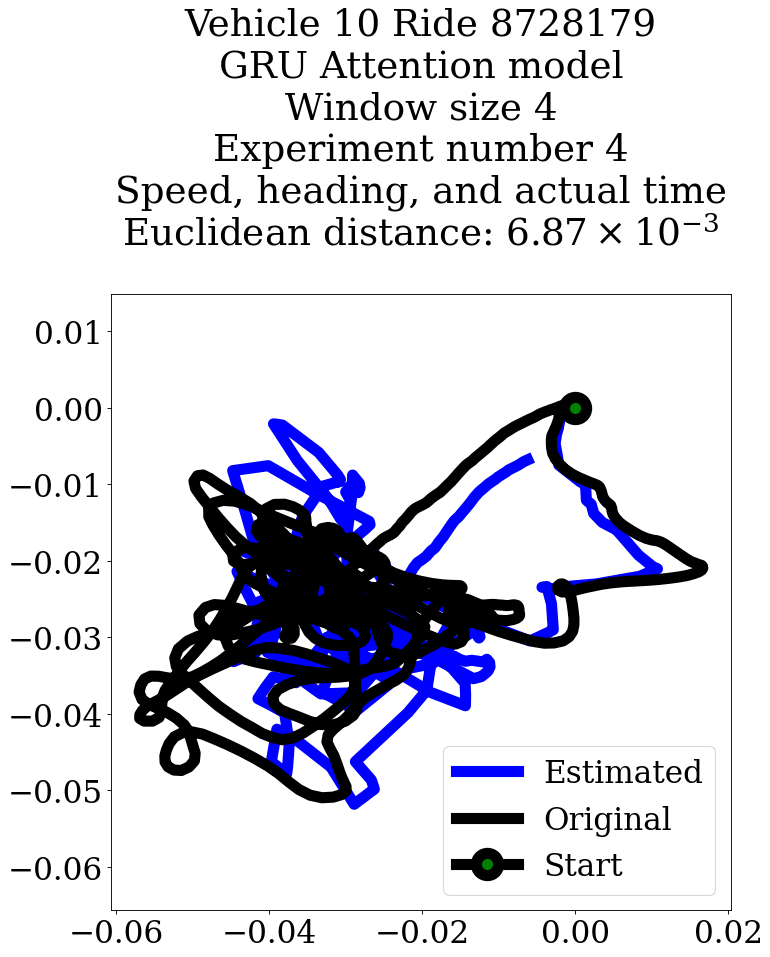 Vehicle 10 Ride 8728179
GRU Attention model
Window size 4
Experiment number 4
Speed, heading, and actual time
Euclidean distance: 6.87 × 10⁻³
0.01
0.00
−0.01
−0.02
−0.03
−0.04
−0.05
−0.06
Estimated
Original
Start
−0.06
−0.04
−0.02
0.00
0.02